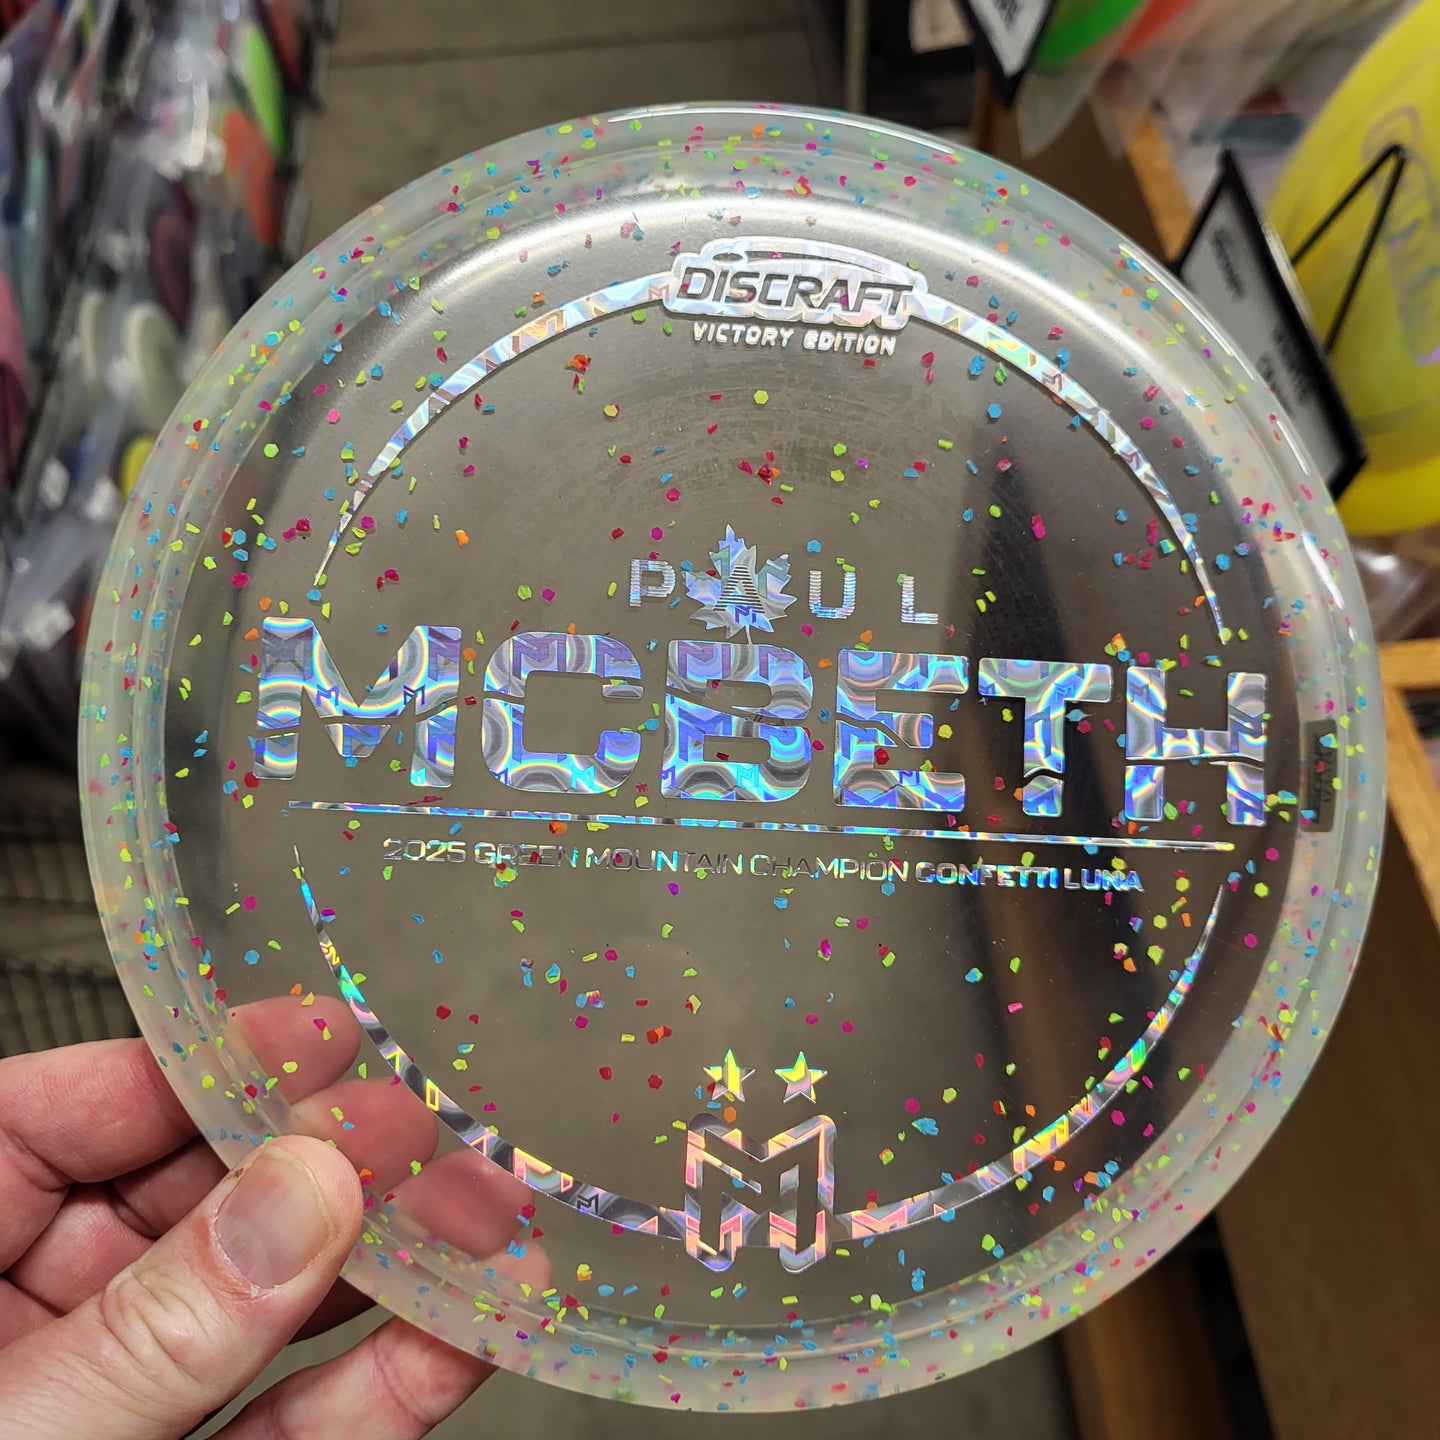 DISCRAFT
VICTORY EDITION
PAUL
MCBETH
2025 GREEN MOUNTAIN CHAMPION CONFETTI LUNA
M